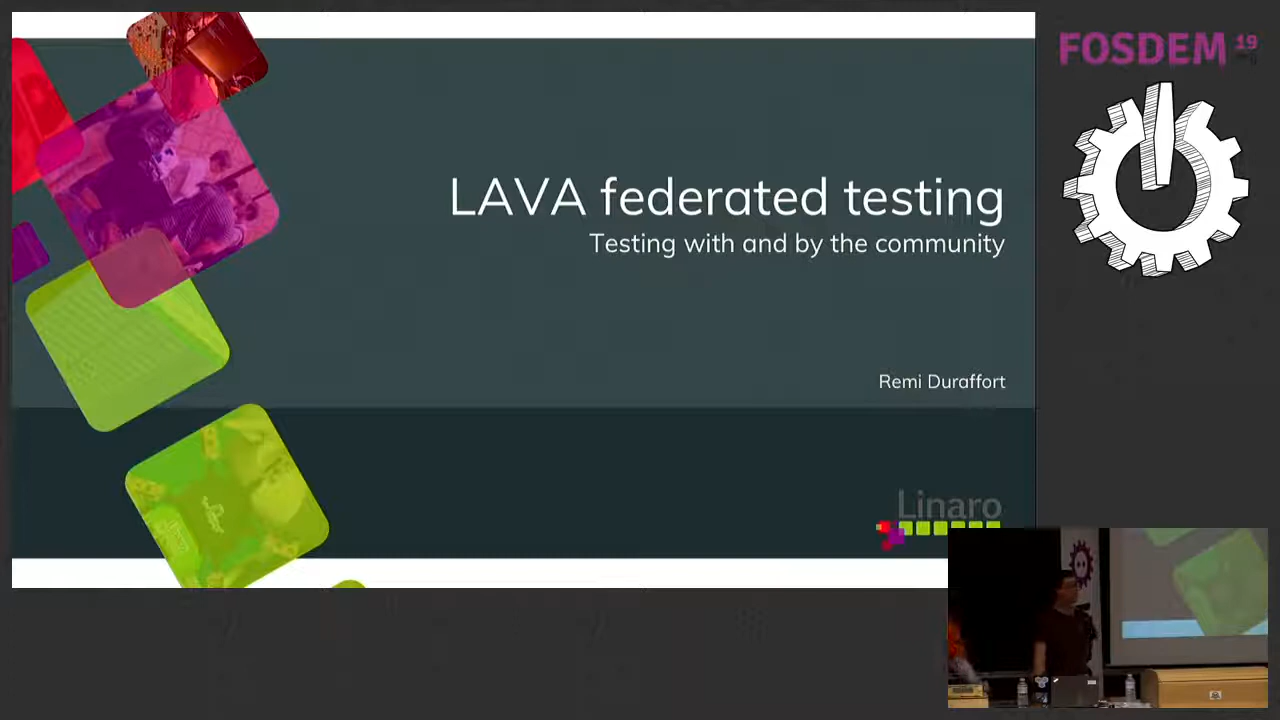 LAVA federated testing
Testing with and by the community
Remi Duraffort
Linaro
FOSDEM 19